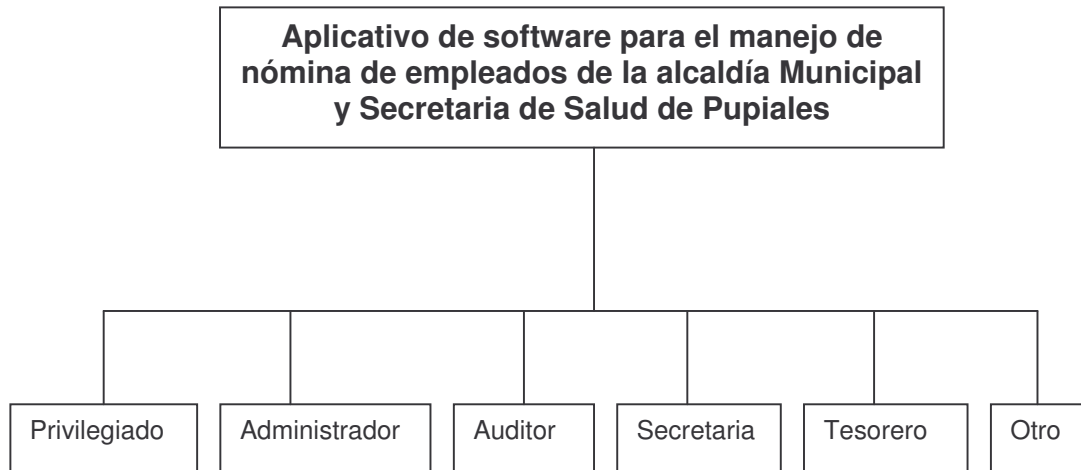 Aplicativo de software para el manejo de
nómina de empleados de la alcaldía Municipal
y Secretaria de Salud de Pupiales
Privilegiado Administrador Auditor Secretaria Tesorero Otro